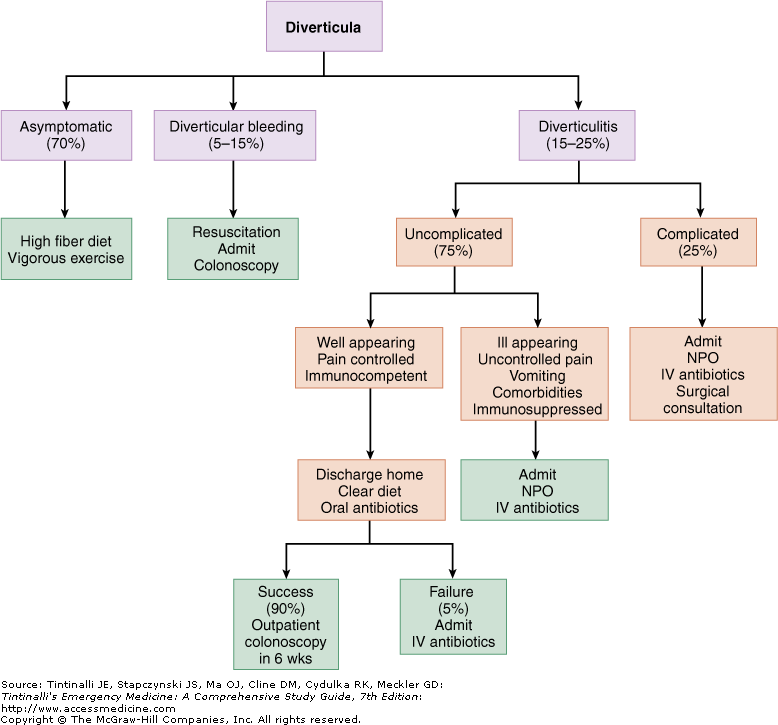 Diverticula
Asymptomatic
(70%)
Diverticular bleeding
(5–15%)
Diverticulitis
(15–25%)
High fiber diet
Vigorous exercise
Resuscitation
Admit
Colonoscopy
Uncomplicated
(75%)
Complicated
(25%)
Well appearing
Pain controlled
Immunocompetent
Ill appearing
Uncontrolled pain
Vomiting
Comorbidities
Immunosuppressed
Admit
NPO
IV antibiotics
Surgical
consultation
Discharge home
Clear diet
Oral antibiotics
Admit
NPO
IV antibiotics
Success
(90%)
Outpatient
colonoscopy
in 6 wks
Failure
(5%)
Admit
IV antibiotics
Source: Tintinalli JE, Stapczynski JS, Ma OJ, Cline DM, Cydulka RK, Meckler GD:
Tintinalli's Emergency Medicine: A Comprehensive Study Guide, 7th Edition:
http://www.accessmedicine.com
Copyright © The McGraw-Hill Companies, Inc. All rights reserved.